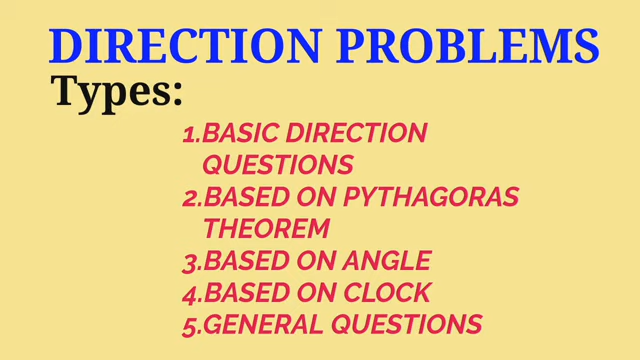 DIRECTION PROBLEMS
Types:
1.BASIC DIRECTION
QUESTIONS
2.BASED ON PYTHAGORAS
THEOREM
3.BASED ON ANGLE
4.BASED ON CLOCK
5.GENERAL QUESTIONS